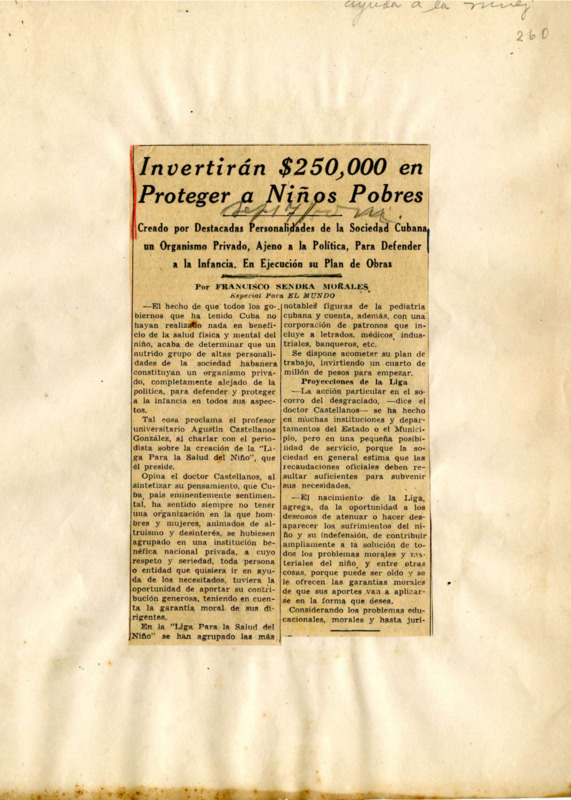 ayuda a la niñez
260
Invertirán $250,000 en
Proteger a Niños Pobres
Creado por Destacadas Personalidades de la Sociedad Cubana
un Organismo Privado, Ajeno a la Política, Para Defender
a la Infancia. En Ejecución su Plan de Obras
Por FRANCISCO SENDRA MORALES
Especial Para EL MUNDO
—El hecho de que todos los go-
biernos que ha tenido Cuba no
hayan realizado nada en benefi-
cio de la salud física y mental del
niño, acaba de determinar que un
nutrido grupo de altas personali-
dades de la sociedad habanera
constituyan un organismo priva-
do, completamente alejado de la
política, para defender y proteger
a la infancia en todos sus aspec-
tos.
Tal cosa proclama el profesor
universitario Agustín Castellanos
González, al charlar con el perio-
dista sobre la creación de la "Li-
ga Para la Salud del Niño", que
él preside.
Opina el doctor Castellanos, al
sintetizar su pensamiento, que Cu-
ba, país eminentemente sentimen-
tal, ha sentido siempre no tener
una organización en la que hom-
bres y mujeres, animados de al-
truismo y desinterés, se hubiesen
agrupado en una institución be-
néfica nacional privada, a cuyo
respeto y seriedad, toda persona
o entidad que quisiera ir en ayu-
da de los necesitados, tuviera la
oportunidad de aportar su contri-
bución generosa, teniendo en cuen-
ta la garantía moral de sus di-
rigentes.
En la "Liga Para la Salud del
Niño" se han agrupado las más
notables figuras de la pediatría
cubana y cuenta, además, con una
corporación de patronos que in-
cluye a letrados, médicos, indus-
triales, banqueros, etc.
Se dispone acometer su plan de
trabajo, invirtiendo un cuarto de
millón de pesos para empezar.
Proyecciones de la Liga
—La acción particular en el so-
corro del desgraciado, —dice el
doctor Castellanos— se ha hecho
en muchas instituciones y depar-
tamentos del Estado o el Munici-
pio, pero en una pequeña posibi-
lidad de servicio, porque la so-
ciedad en general estima que las
recaudaciones oficiales deben re-
sultar suficientes para subvenir
sus necesidades.
—El nacimiento de la Liga,
agrega, da la oportunidad a los
deseosos de atenuar o hacer des-
aparecer los sufrimientos del ni-
ño y su indefensión, de contribuir
ampliamente a la solución de to-
dos los problemas morales y ma-
teriales del niño, y entre otras
cosas, porque puede ser oído y se
le ofrecen las garantías morales
de que sus aportes van a aplicar-
se en la forma que desea.
Considerando los problemas edu-
cacionales, morales y hasta jurí-